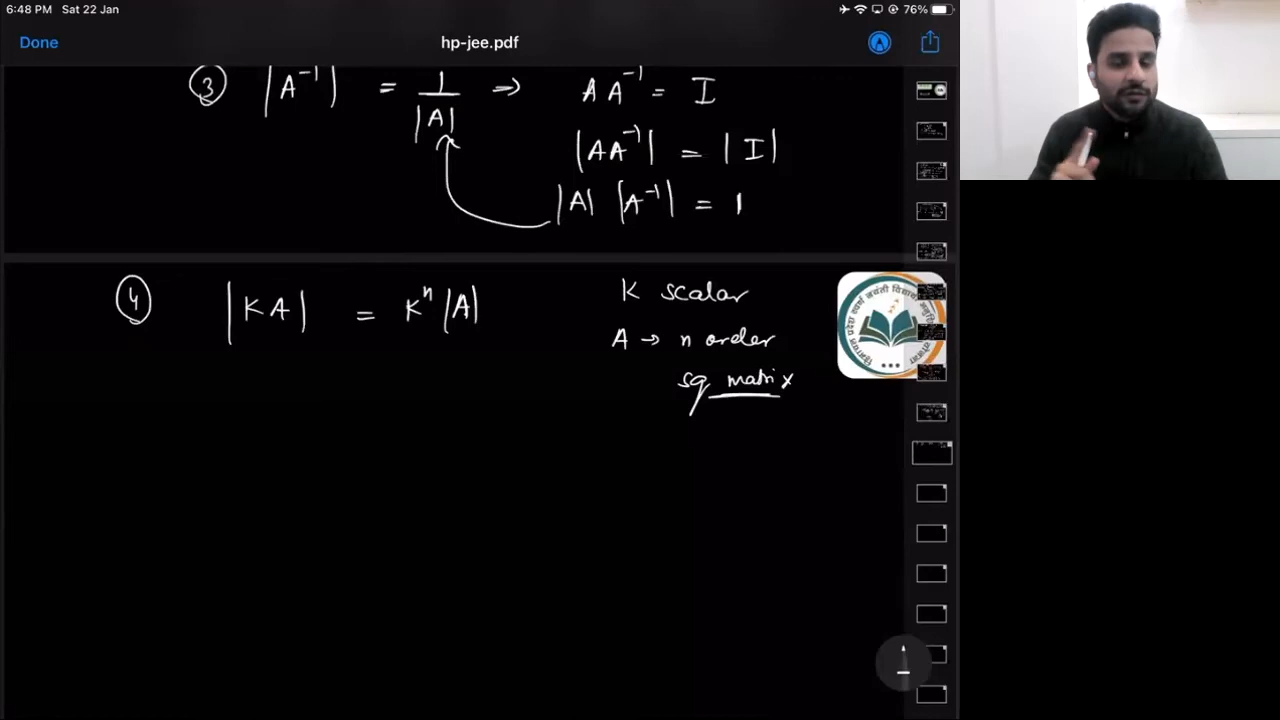 6:48 PM Sat 22 Jan
76%
Done
hp-jee.pdf
③ |A⁻¹| = 1/|A| ⇒ A A⁻¹ = I
|AA⁻¹| = |I|
|A| |A⁻¹| = 1
④ |KA| = Kⁿ|A|
K scalar
A → n order
sq matrix